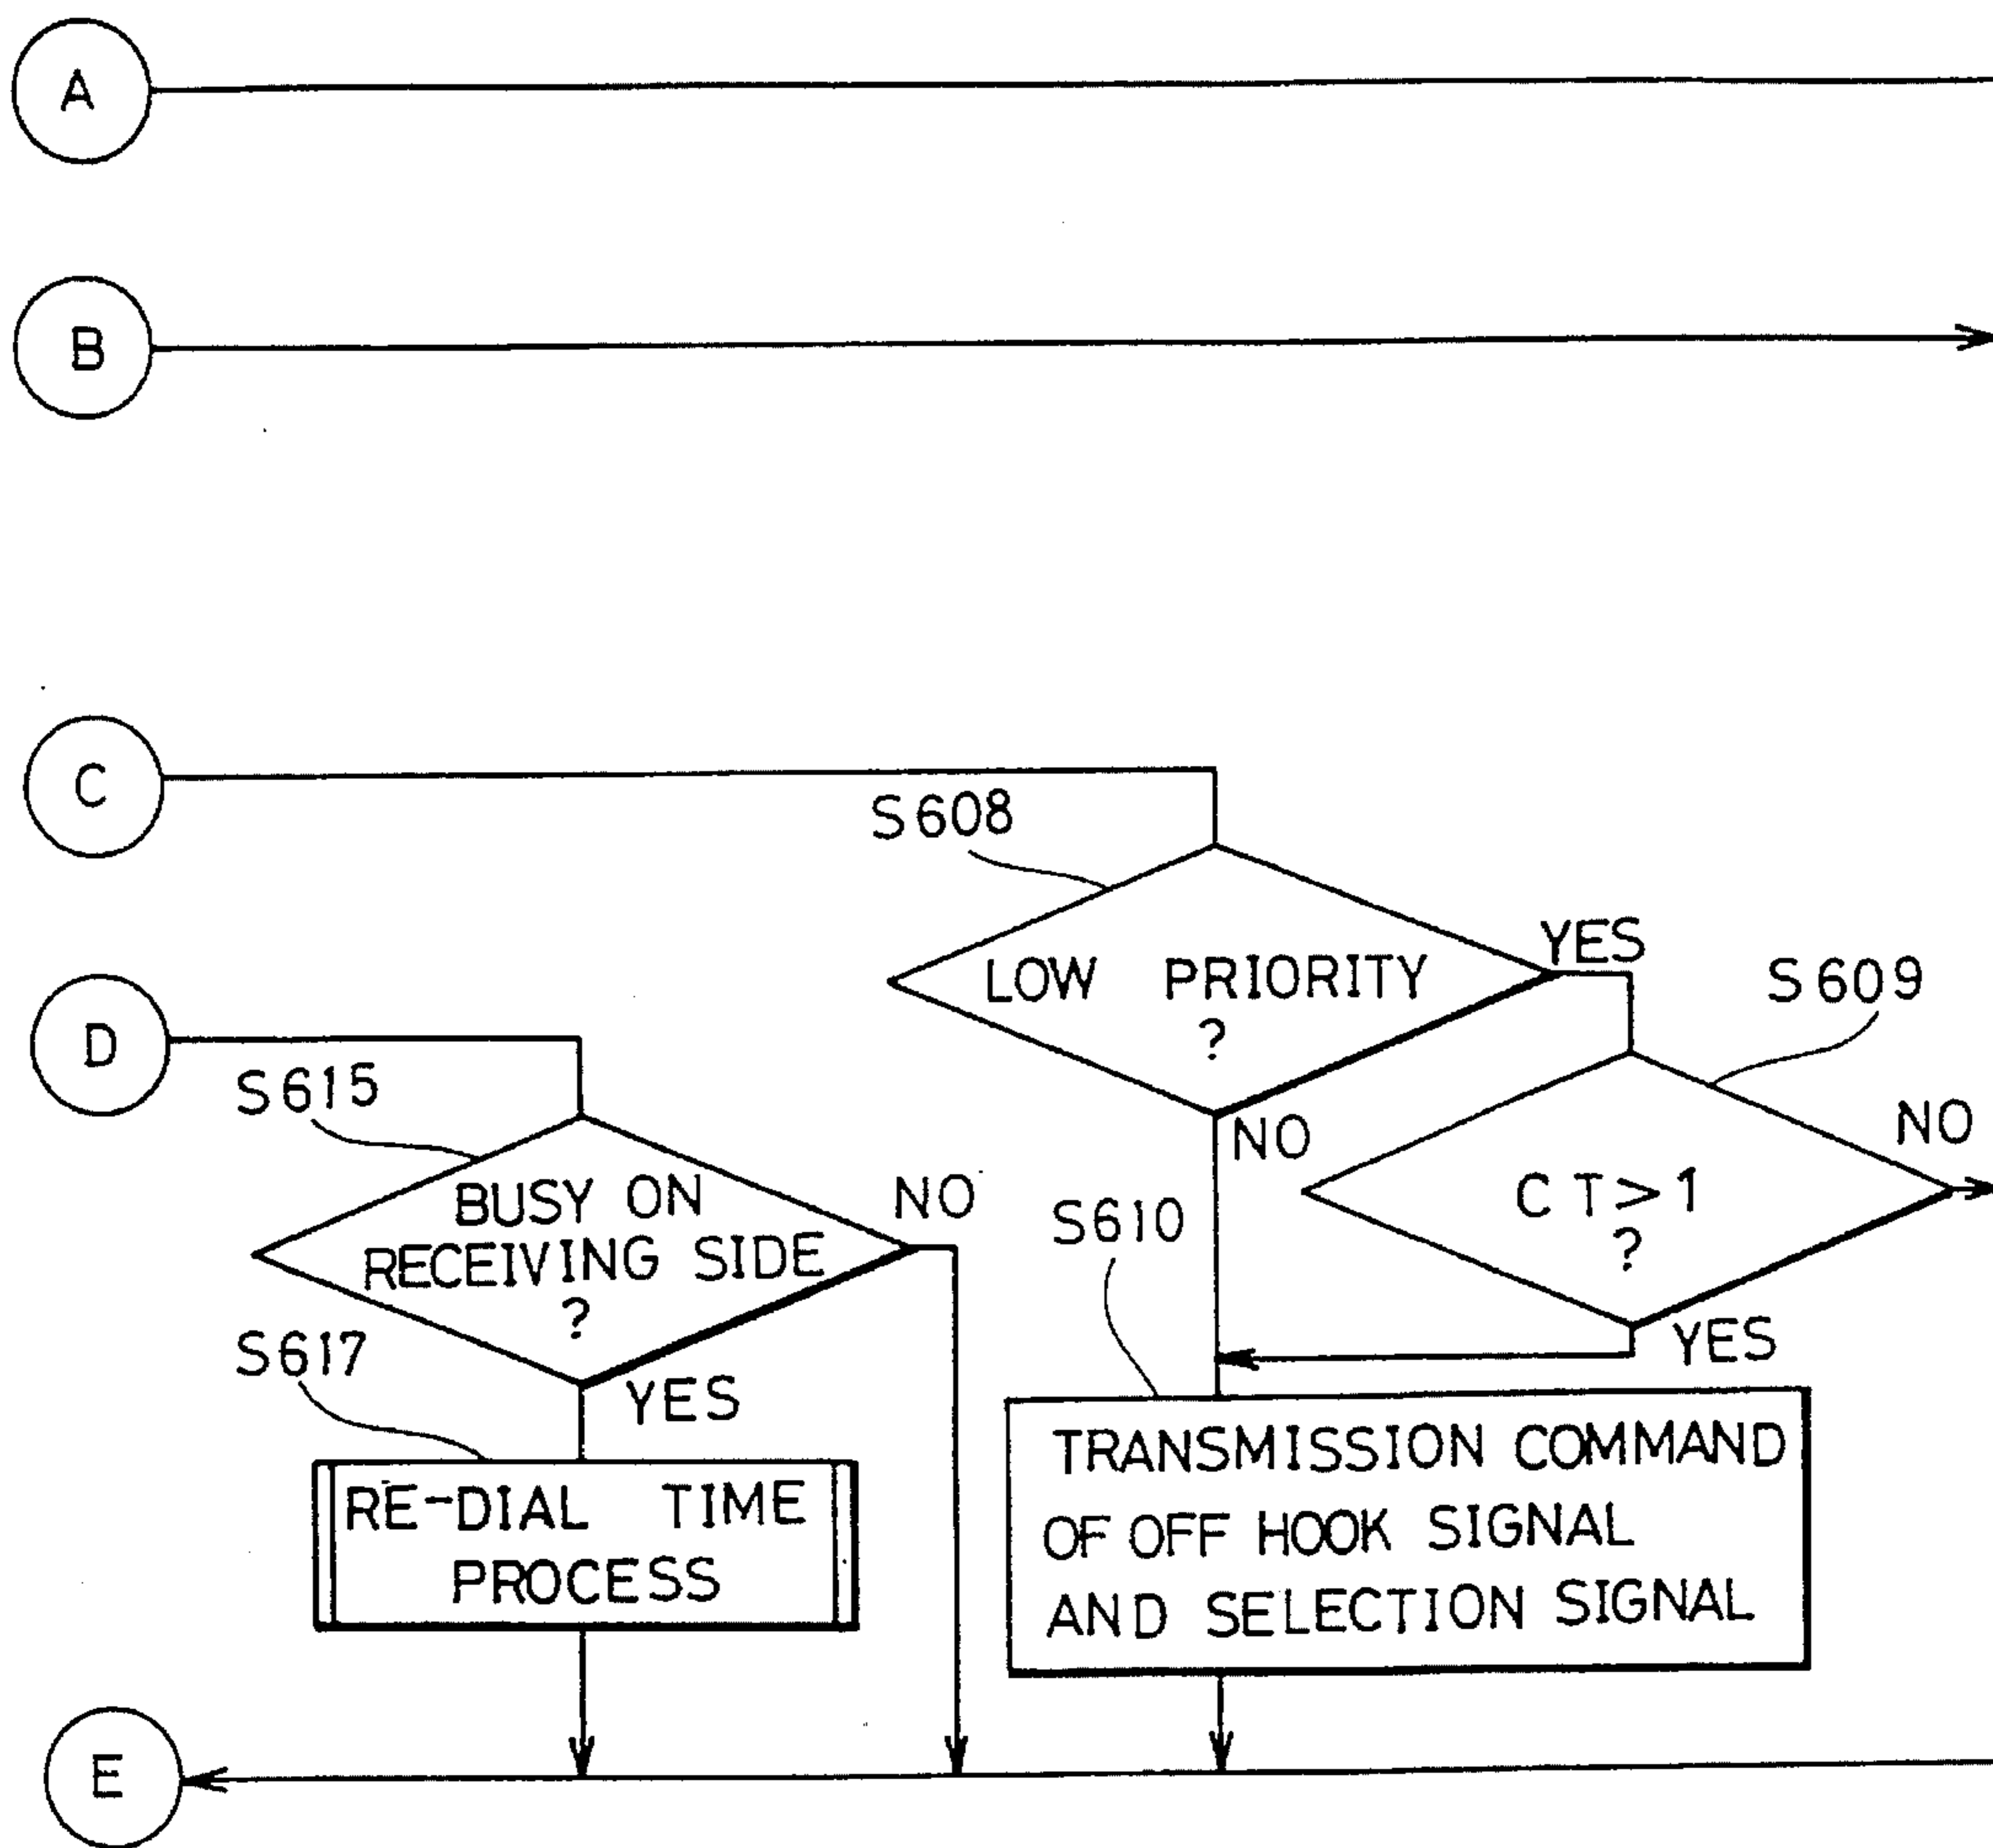 A
B
C
S608
LOW PRIORITY
?
YES
NO
S609
CT>1
?
NO
YES
D
S615
BUSY ON
RECEIVING SIDE
?
NO
YES
S617
RE-DIAL TIME
PROCESS
S610
TRANSMISSION COMMAND
OF OFF HOOK SIGNAL
AND SELECTION SIGNAL
E